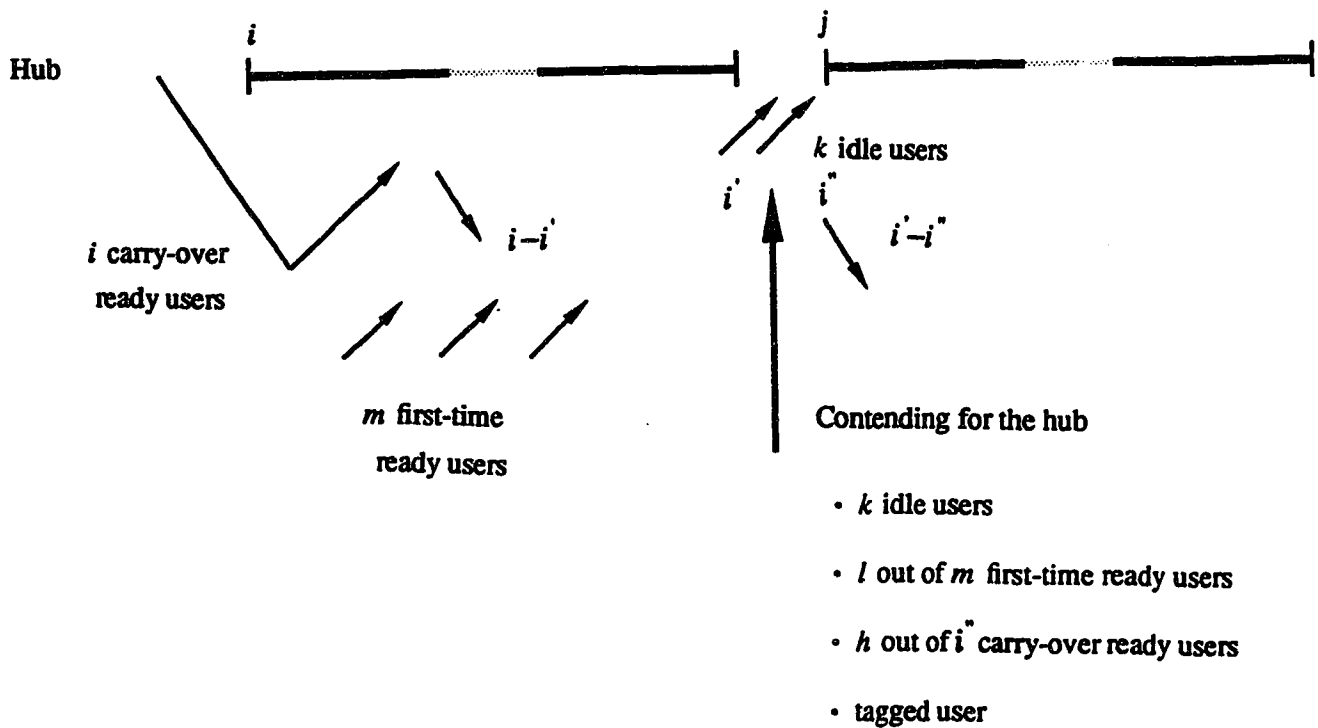 i
j
Hub
k idle users
i'
i"
i–i'
i'–i"
i carry-over
ready users
m first-time
ready users
Contending for the hub
• k idle users
• l out of m first-time ready users
• h out of i" carry-over ready users
• tagged user